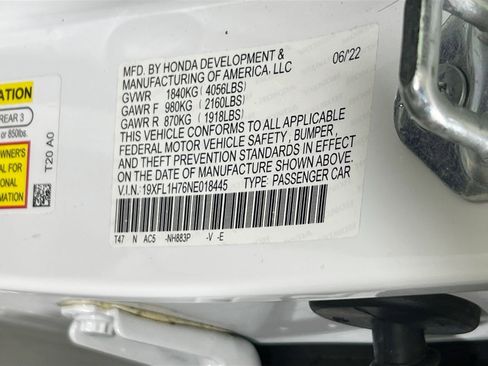 ATION
REAR 3
or 850lbs.
OWNER'S
AL FOR
ONAL
RMATION
T20 A0
MFD. BY HONDA DEVELOPMENT & 06/22
MANUFACTURING OF AMERICA, LLC
GVWR 1840KG ( 4056LBS)
GAWR F 980KG ( 2160LBS)
GAWR R 870KG ( 1918LBS)
THIS VEHICLE CONFORMS TO ALL APPLICABLE
FEDERAL MOTOR VEHICLE SAFETY , BUMPER,
AND THEFT PREVENTION STANDARDS IN EFFECT
ON THE DATE OF MANUFACTURE SHOWN ABOVE.
V.I.N.:19XFL1H76NE018445 TYPE: PASSENGER CAR
T47 N AC5 -NH883P -V -E